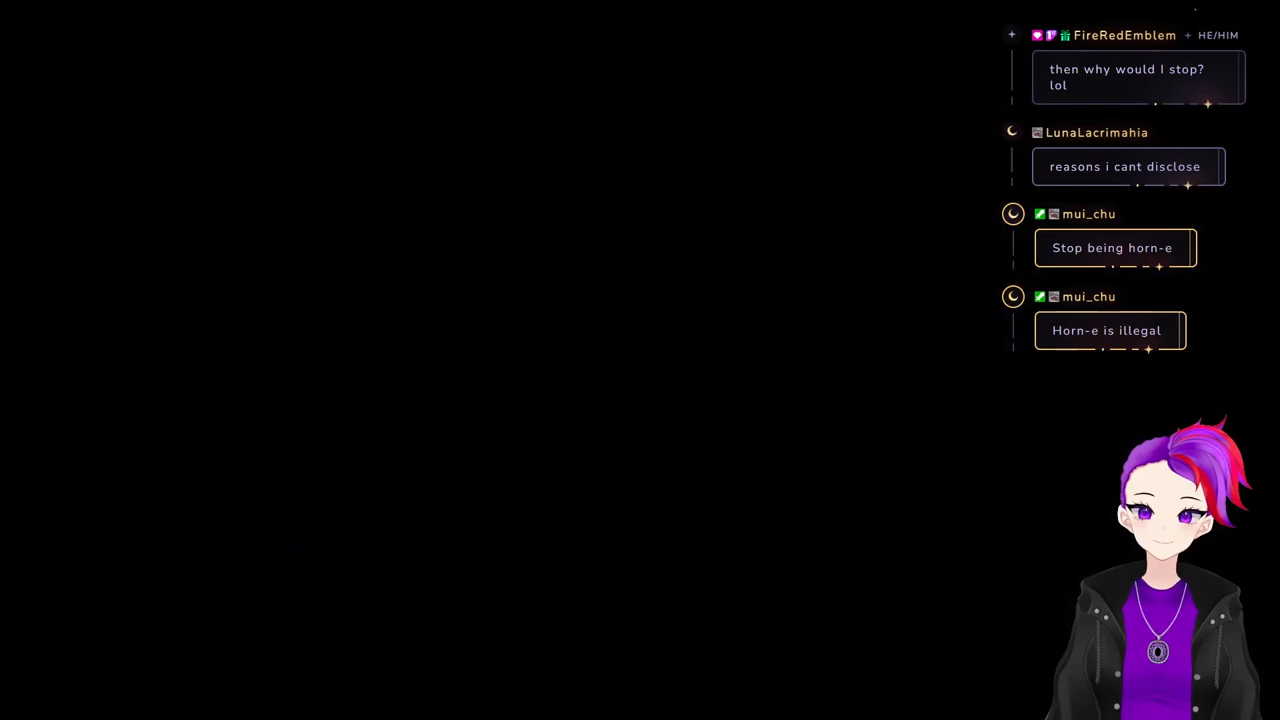 FireRedEmblem HE/HIM
then why would I stop?
lol
LunaLacrimahia
reasons i cant disclose
mui_chu
Stop being horn-e
mui_chu
Horn-e is illegal